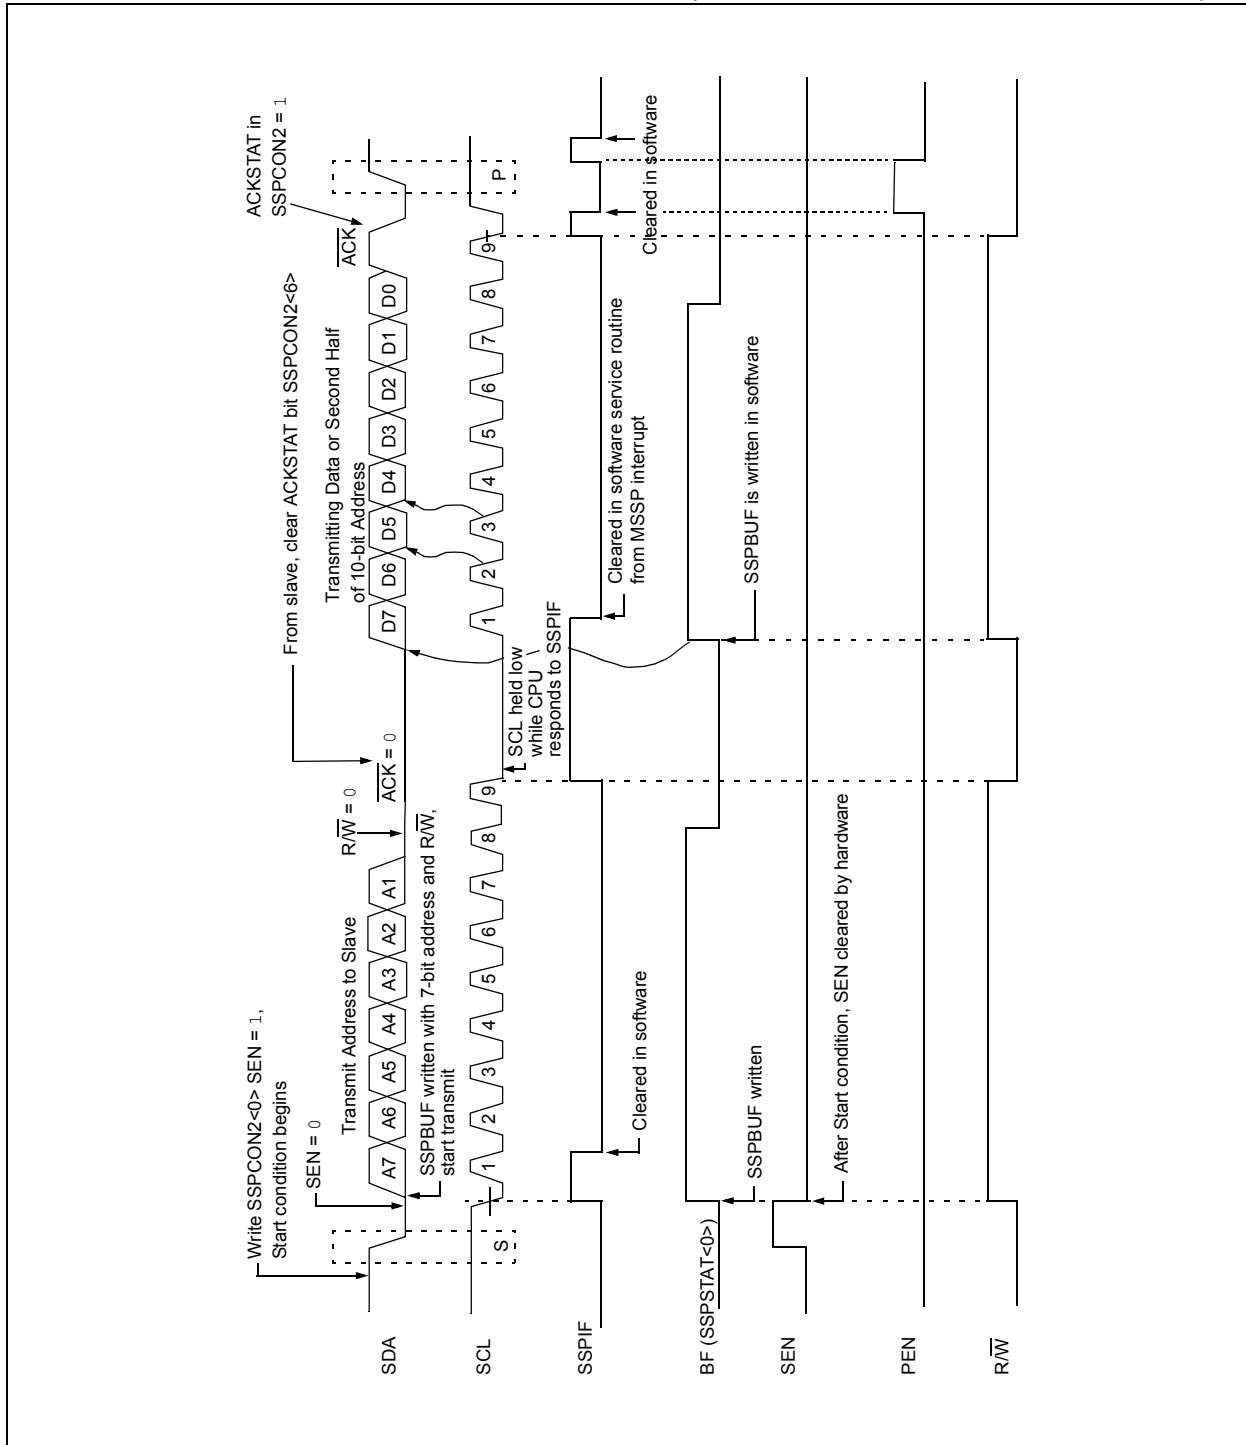 Write SSPCON2<0> SEN = 1,
Start condition begins
SEN = 0
Transmit Address to Slave
R/W = 0
From slave, clear ACKSTAT bit SSPCON2<6>
ACK = 0
Transmitting Data or Second Half
of 10-bit Address
ACK
ACKSTAT in
SSPCON2 = 1
SDA
A7 A6 A5 A4 A3 A2 A1
D7 D6 D5 D4 D3 D2 D1 D0
SSPBUF written with 7-bit address and R/W,
start transmit
SCL
S
1 2 3 4 5 6 7 8 9
1 2 3 4 5 6 7 8 9
P
SCL held low
while CPU
responds to SSPIF
SSPIF
Cleared in software
Cleared in software service routine
from MSSP interrupt
Cleared in software
Cleared in software
BF (SSPSTAT<0>)
SSPBUF written
SSPBUF is written in software
SEN
After Start condition, SEN cleared by hardware
PEN
R/W